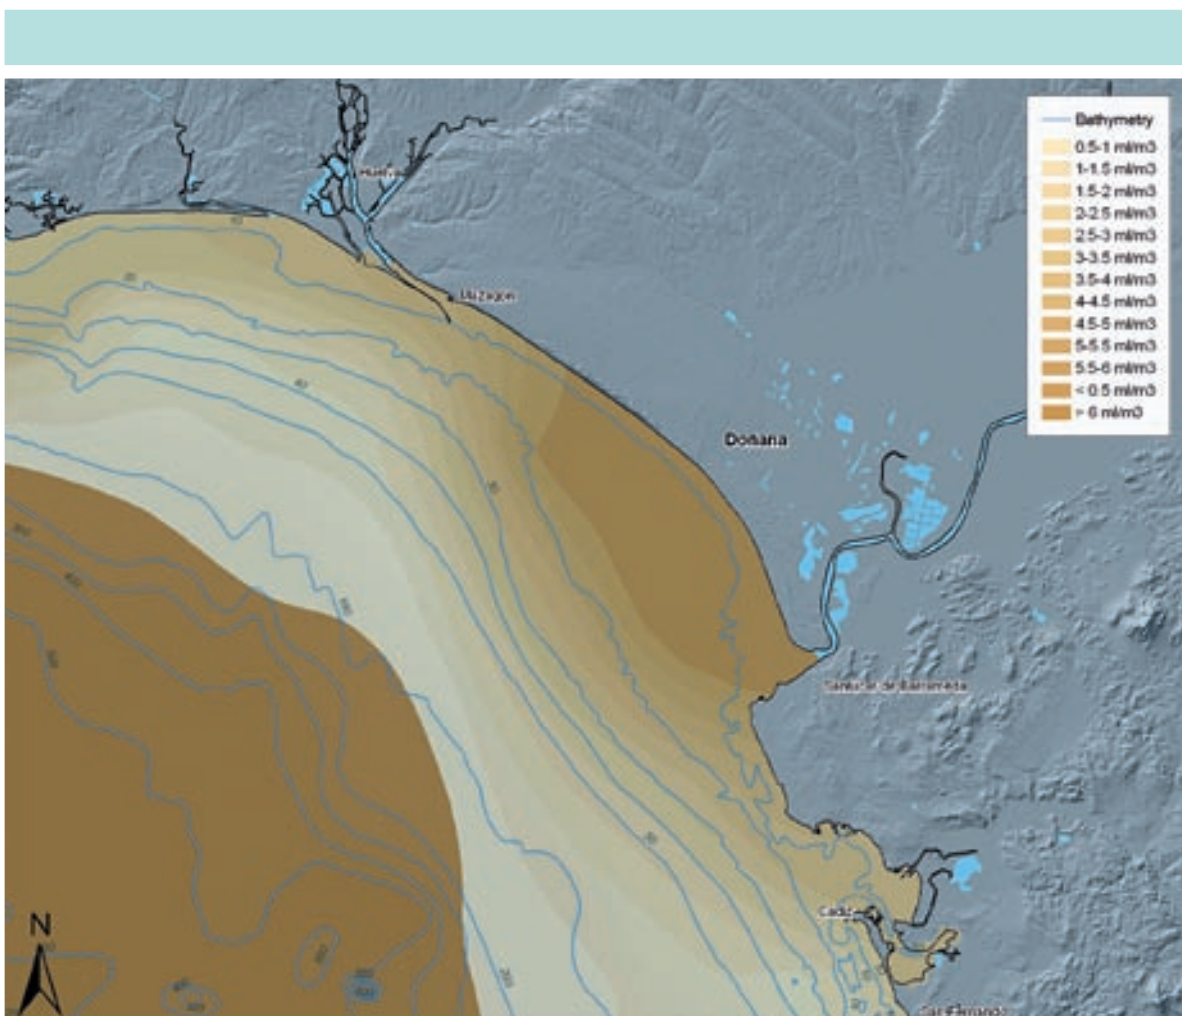 Bathymetry
0.5-1 ml/m3
1-1.5 ml/m3
1.5-2 ml/m3
2-2.5 ml/m3
2.5-3 ml/m3
3-3.5 ml/m3
3.5-4 ml/m3
4-4.5 ml/m3
4.5-5 ml/m3
5-5.5 ml/m3
5.5-6 ml/m3
< 0.5 ml/m3
> 6 ml/m3
Huelva
Mazagon
Doñana
Sanlucar de Barrameda
Cadiz
San Fernando
N
200